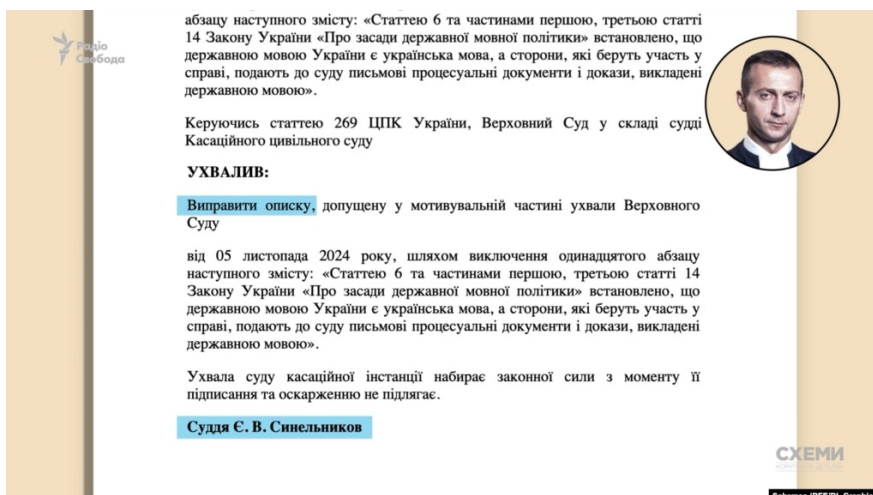 абзацу наступного змісту: «Статтею 6 та частинами першою, третьою статті
14 Закону України «Про засади державної мовної політики» встановлено, що
державною мовою України є українська мова, а сторони, які беруть участь у
справі, подають до суду письмові процесуальні документи і докази, викладені
державною мовою».
Радіо
Свобода
Керуючись статтею 269 ЦПК України, Верховний Суд у складі судді
Касаційного цивільного суду
УХВАЛИВ:
Виправити описку, допущену у мотивувальній частині ухвали Верховного
Суду
від 05 листопада 2024 року, шляхом виключення одинадцятого абзацу
наступного змісту: «Статтею 6 та частинами першою, третьою статті 14
Закону України «Про засади державної мовної політики» встановлено, що
державною мовою України є українська мова, а сторони, які беруть участь у
справі, подають до суду письмові процесуальні документи і докази, викладені
державною мовою».
Ухвала суду касаційної інстанції набирає законної сили з моменту її
підписання та оскарженню не підлягає.
Суддя Є. В. Синельников
СХЕМИ